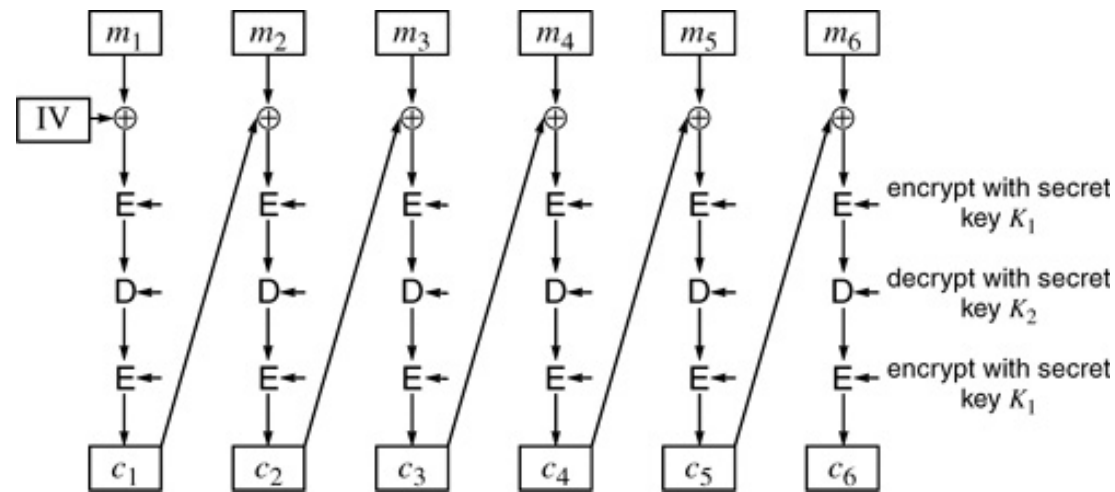 m₁ m₂ m₃ m₄ m₅ m₆
IV ⊕ ⊕ ⊕ ⊕ ⊕ ⊕
E E E E E E encrypt with secret
key K₁
D D D D D D decrypt with secret
key K₂
E E E E E E encrypt with secret
key K₁
c₁ c₂ c₃ c₄ c₅ c₆